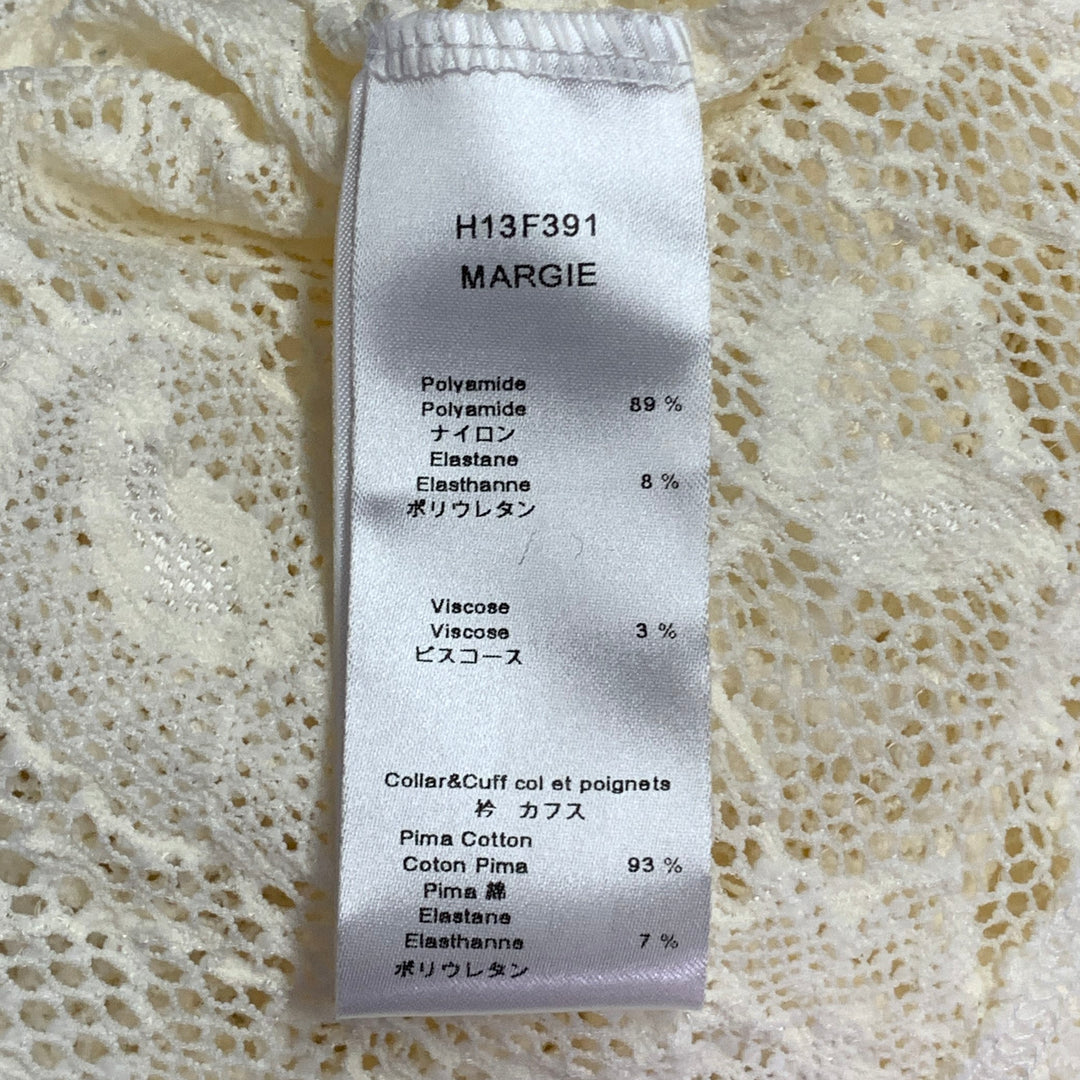 H13F391
MARGIE
Polyamide
Polyamide 89 %
ナイロン
Elastane
Elasthanne 8 %
ポリウレタン
Viscose
Viscose 3 %
ビスコース
Collar&Cuff col et poignets
衿 カフス
Pima Cotton
Coton Pima 93 %
Pima 綿
Elastane
Elasthanne 7 %
ポリウレタン